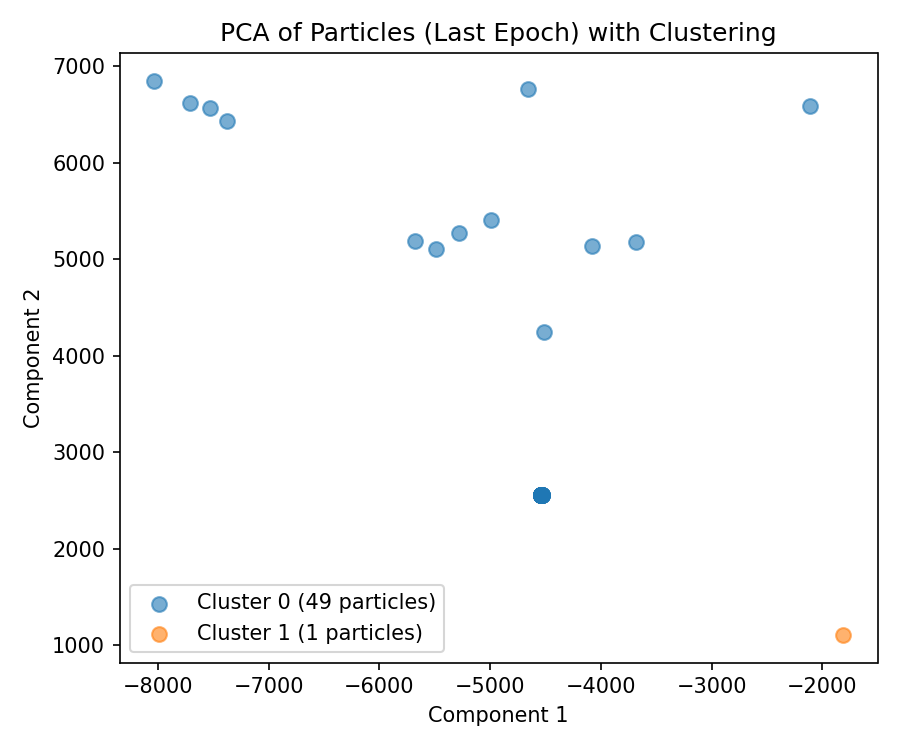 PCA of Particles (Last Epoch) with Clustering
7000
6000
5000
4000
3000
2000
1000
Component 2
Cluster 0 (49 particles)
Cluster 1 (1 particles)
−8000 −7000 −6000 −5000 −4000 −3000 −2000
Component 1